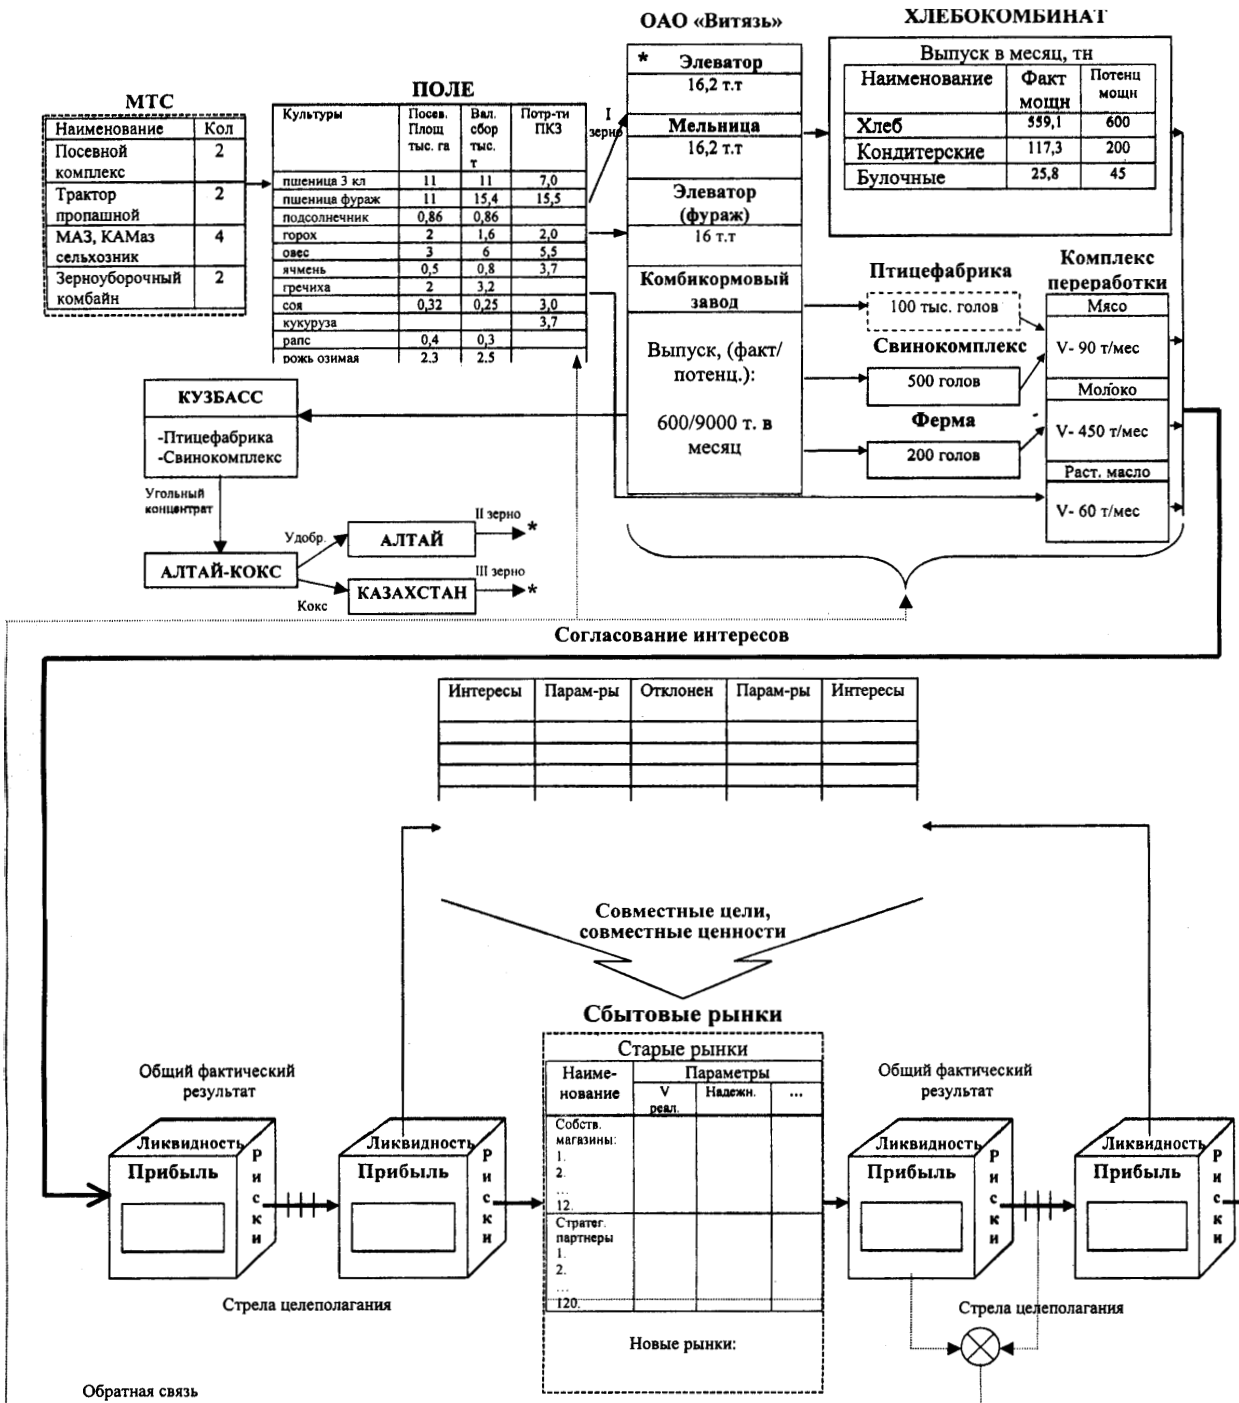 ОАО «Витязь»
ХЛЕБОКОМБИНАТ
МТС
Наименование Кол
Посевной комплекс 2
Трактор пропашной 2
МАЗ, КАМаз сельхозник 4
Зерноуборочный комбайн 2
ПОЛЕ
Культуры Посев. Площ тыс. га Вал. сбор тыс. т Потр-ти ПКЗ
пшеница 3 кл 11 11 7,0
пшеница фураж 11 15,4 15,5
подсолнечник 0,86 0,86
горох 2 1,6 2,0
овес 3 6 5,5
ячмень 0,5 0,8 3,7
гречиха 2 3,2
соя 0,32 0,25 3,0
кукуруза 3,7
рапс 0,4 0,3
рожь озимая 2.3 2.5
I
зерно
* Элеватор
16,2 т.т
Мельница
16,2 т.т
Элеватор
(фураж)
16 т.т
Комбикормовый
завод
Выпуск, (факт/
потенц.):
600/9000 т. в
месяц
Выпуск в месяц, тн
Наименование Факт мощн Потенц мощн
Хлеб 559,1 600
Кондитерские 117,3 200
Булочные 25,8 45
Птицефабрика
100 тыс. голов
Свинокомплекс
500 голов
Ферма
200 голов
Комплекс
переработки
Мясо
V- 90 т/мес
Молоко
V- 450 т/мес
Раст. масло
V- 60 т/мес
КУЗБАСС
-Птицефабрика
-Свинокомплекс
Угольный
концентрат
АЛТАЙ-КОКС
Удобр.
Кокс
АЛТАЙ
КАЗАХСТАН
II зерно
*
III зерно
*
Согласование интересов
Интересы Парам-ры Отклонен Парам-ры Интересы
Совместные цели,
совместные ценности
Сбытовые рынки
Старые рынки
Наиме-нование Параметры
V реал. Надежн. ...
Собств.
магазины:
1.
2.
...
12.
Стратег.
партнеры
1.
2.
...
120.
Новые рынки:
Общий фактический
результат
Ликвидность
Прибыль
Риски
Ликвидность
Прибыль
Риски
Стрела целеполагания
Общий фактический
результат
Ликвидность
Прибыль
Риски
Ликвидность
Прибыль
Риски
Стрела целеполагания
Обратная связь